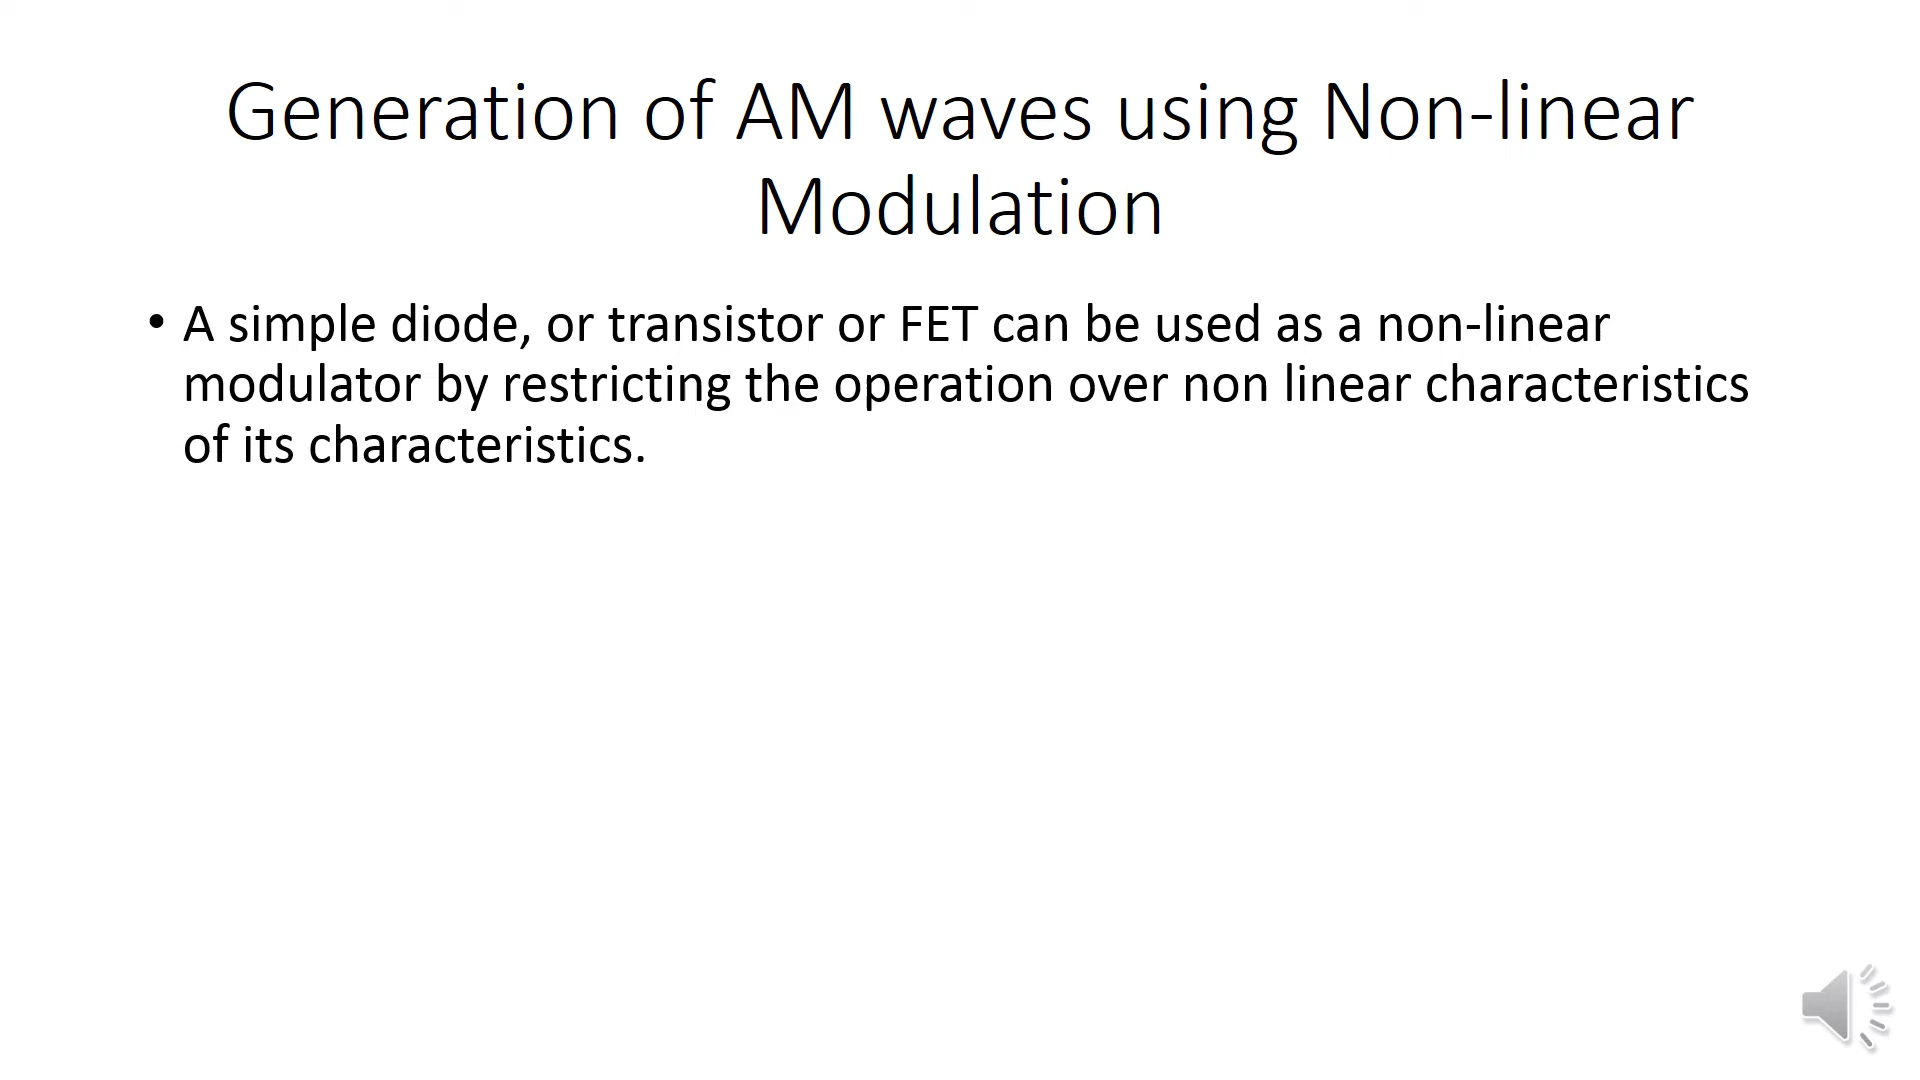 Generation of AM waves using Non-linear
Modulation
• A simple diode, or transistor or FET can be used as a non-linear
modulator by restricting the operation over non linear characteristics
of its characteristics.